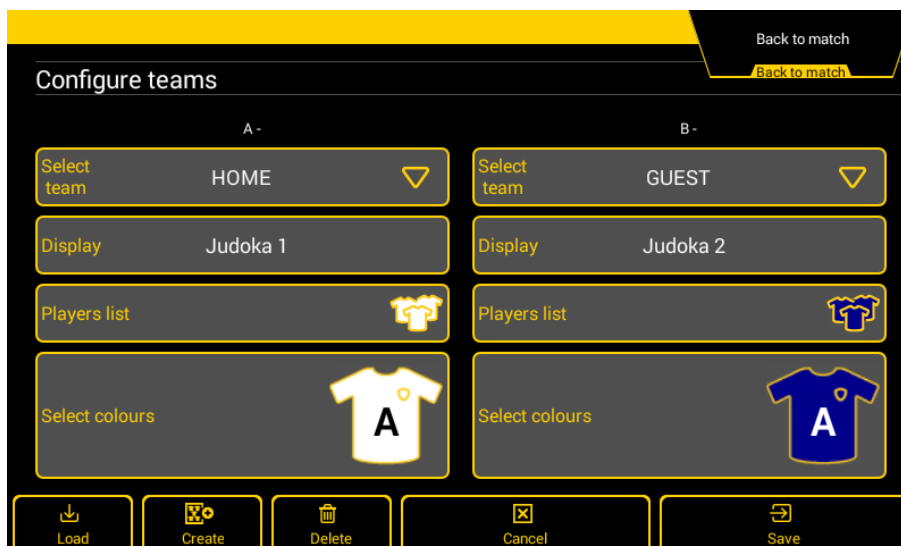 Back to match
Back to match
Configure teams
A -
B -
Select
team
HOME
Select
team
GUEST
Display
Judoka 1
Display
Judoka 2
Players list
Players list
Select colours
A
Select colours
A
Load
Create
Delete
Cancel
Save